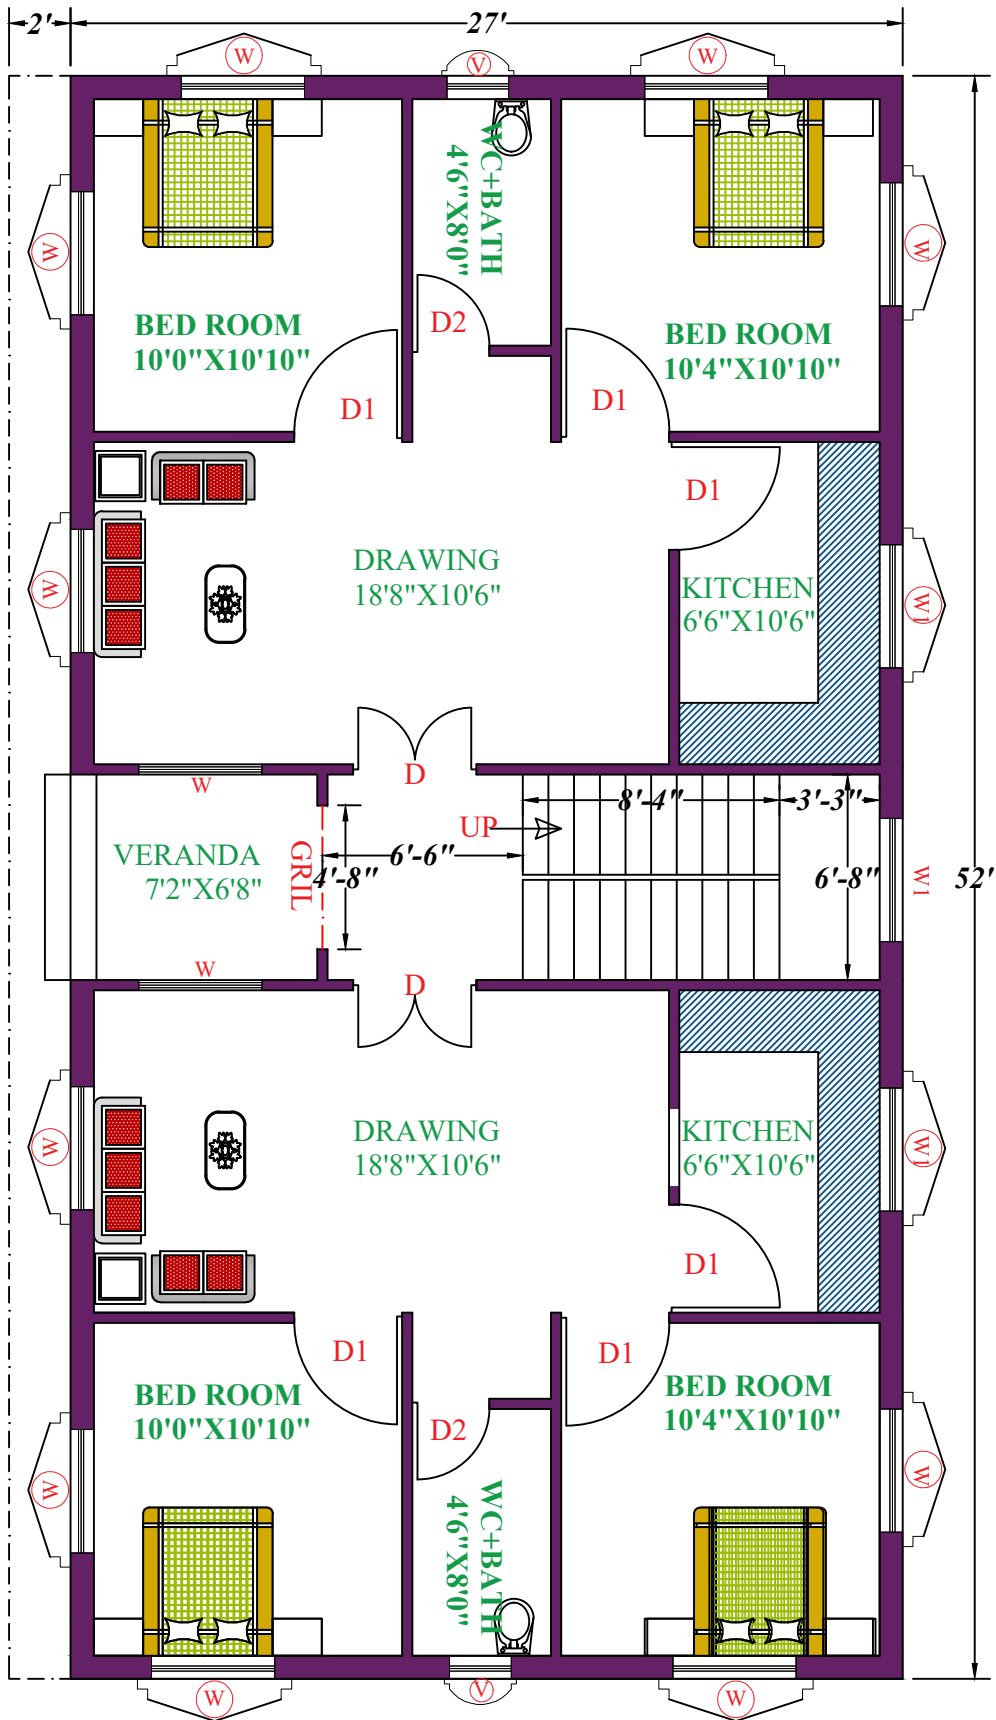 2' 27'
W V W
WC+BATH
4'6"X8'0"
W W
BED ROOM
10'0"X10'10"
D2
BED ROOM
10'4"X10'10"
D1 D1
D1
DRAWING
18'8"X10'6"
KITCHEN
6'6"X10'6"
W W1
D
W
8'-4" 3'-3"
UP
VERANDA
7'2"X6'8"
GRIL
4'-8"
6'-6"
6'-8"
W1
52'
W
D
DRAWING
18'8"X10'6"
KITCHEN
6'6"X10'6"
W W1
D1
D1 D1
BED ROOM
10'0"X10'10"
BED ROOM
10'4"X10'10"
D2
W W
WC+BATH
4'6"X8'0"
W V W